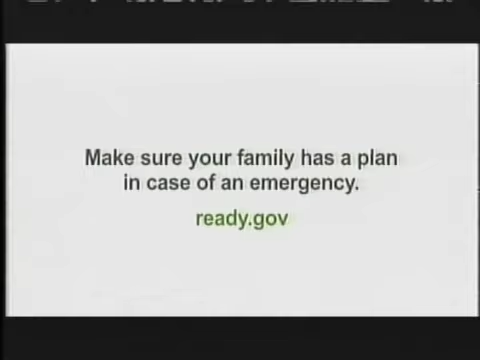 Make sure your family has a plan
in case of an emergency.
ready.gov